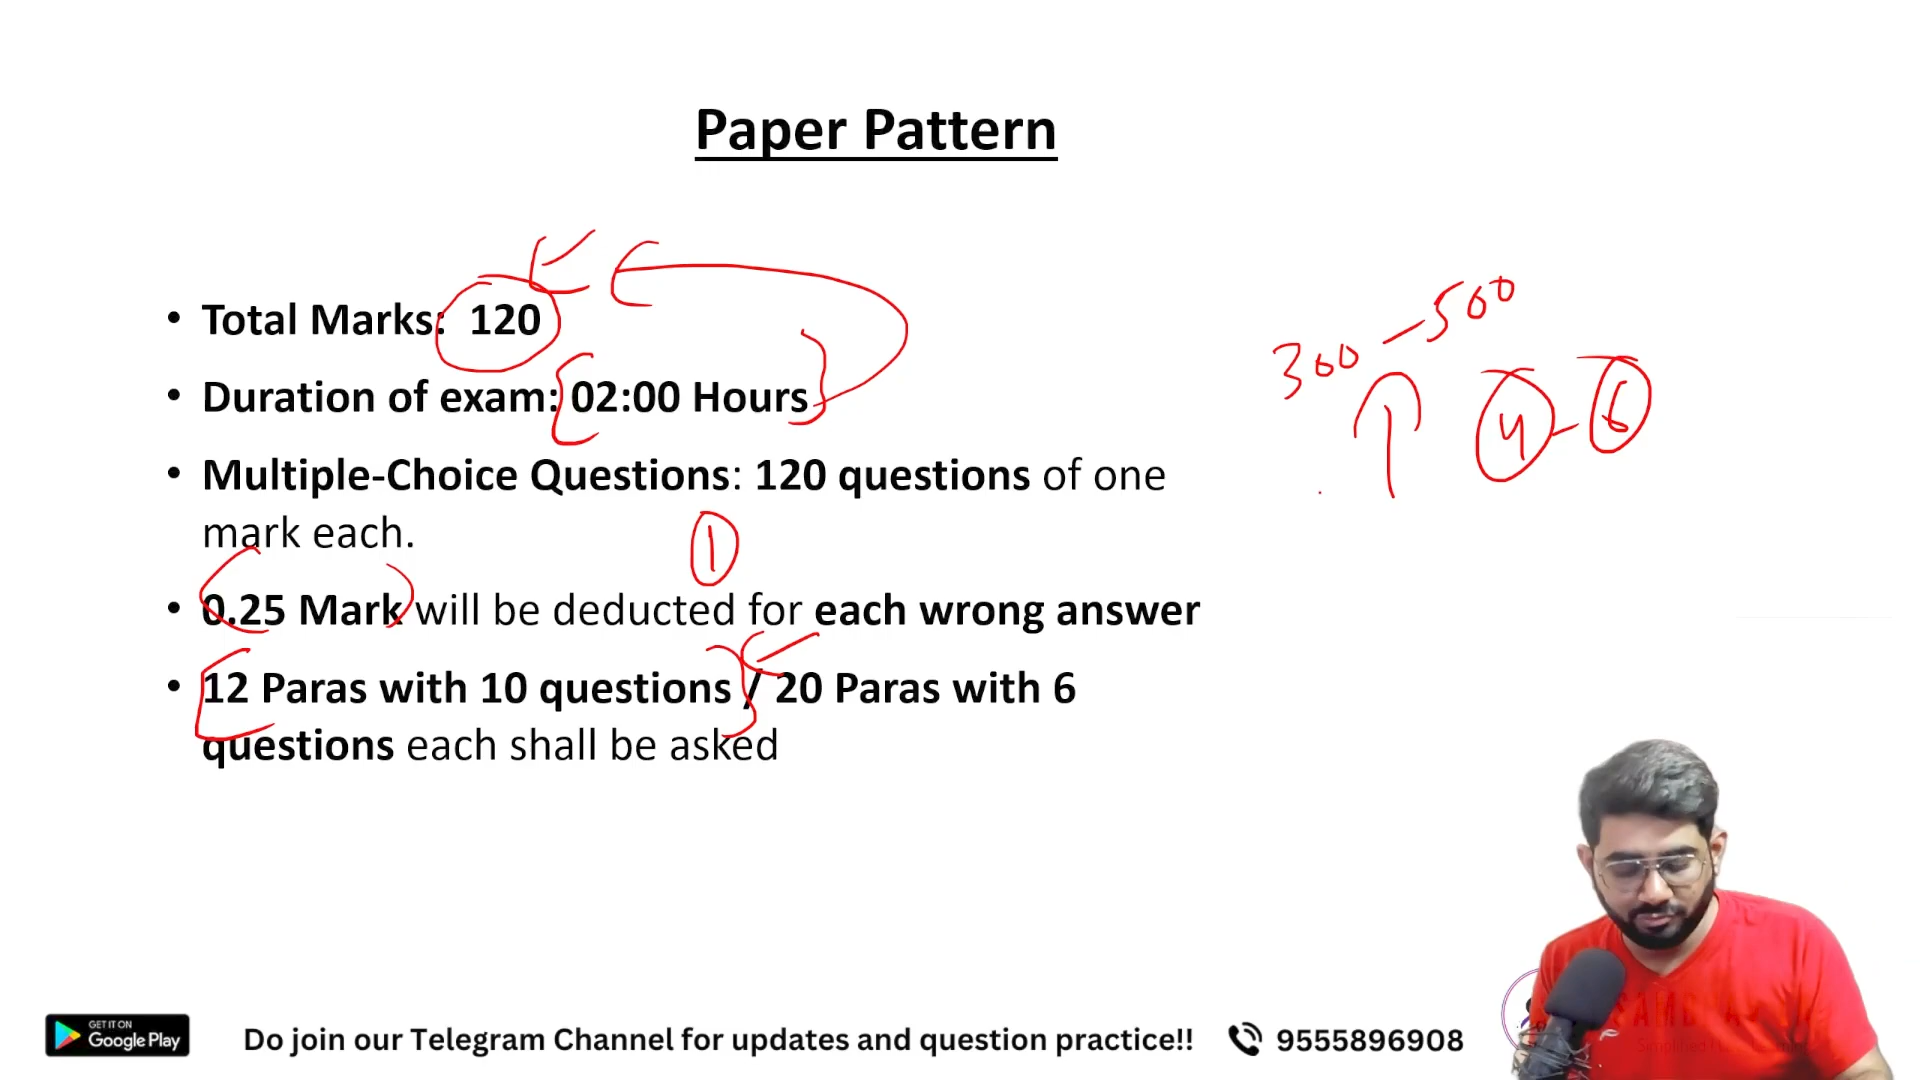 Paper Pattern
• Total Marks: 120
• Duration of exam: 02:00 Hours
• Multiple-Choice Questions: 120 questions of one
mark each.
• 0.25 Mark will be deducted for each wrong answer
• 12 Paras with 10 questions / 20 Paras with 6
questions each shall be asked
300 - 500
4 - 6
1
GET IT ON
Google Play
Do join our Telegram Channel for updates and question practice!!
9555896908